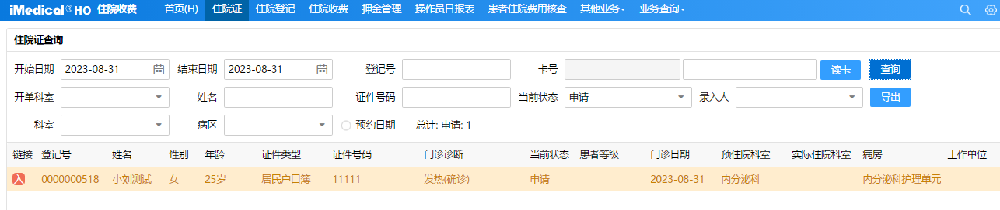 iMedical® HO 住院收费 首页(H) 住院证 住院登记 住院收费 押金管理 操作员日报表 患者住院费用核查 其他业务 业务查询
住院证查询
开始日期 2023-08-31 结束日期 2023-08-31 登记号 卡号 读卡 查询
开单科室 姓名 证件号码 当前状态 申请 录入人 导出
科室 病区 预约日期 总计: 申请: 1
链接 登记号 姓名 性别 年龄 证件类型 证件号码 门诊诊断 当前状态 患者等级 门诊日期 预住院科室 实际住院科室 病房 工作单位
入 0000000518 小刘测试 女 25岁 居民户口簿 11111 发热(确诊) 申请 2023-08-31 内分泌科 内分泌科护理单元